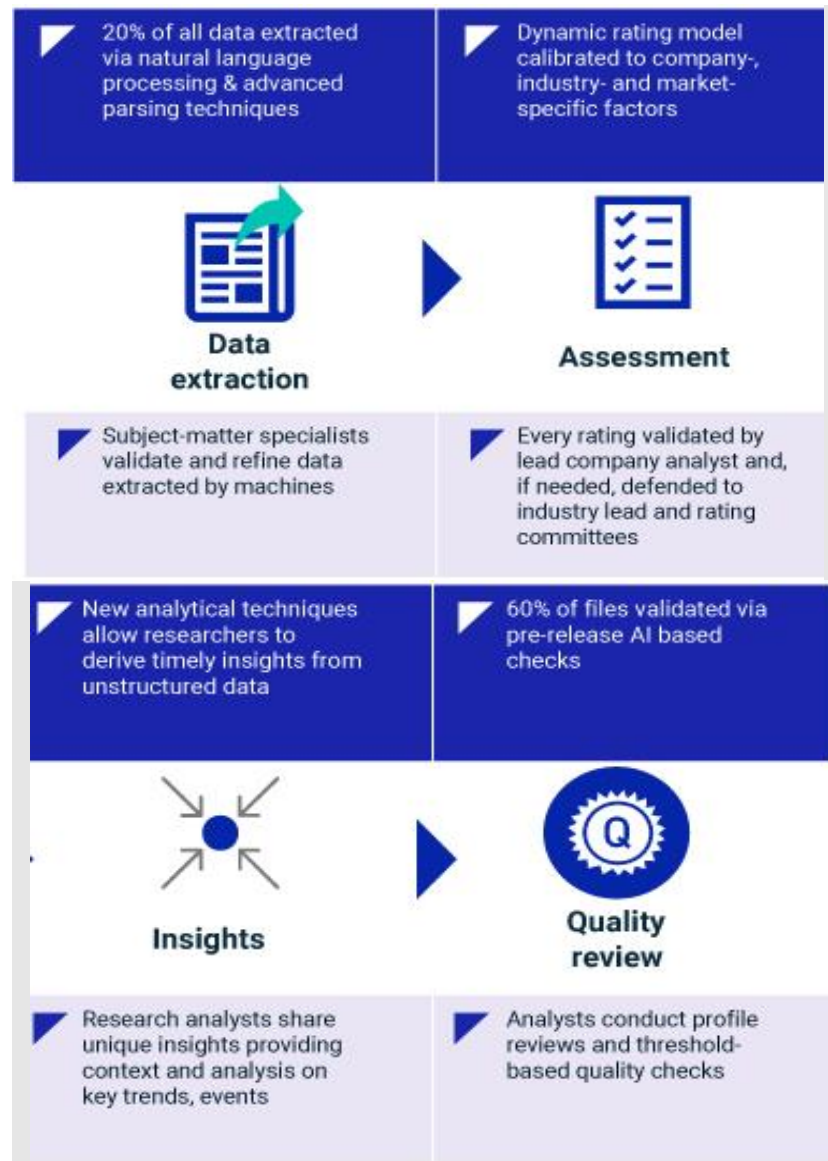 20% of all data extracted
via natural language
processing & advanced
parsing techniques
Dynamic rating model
calibrated to company-,
industry- and market-
specific factors
Data
extraction
Assessment
Subject-matter specialists
validate and refine data
extracted by machines
Every rating validated by
lead company analyst and,
if needed, defended to
industry lead and rating
committees
New analytical techniques
allow researchers to
derive timely insights from
unstructured data
60% of files validated via
pre-release AI based
checks
Insights
Q
Quality
review
Research analysts share
unique insights providing
context and analysis on
key trends, events
Analysts conduct profile
reviews and threshold-
based quality checks